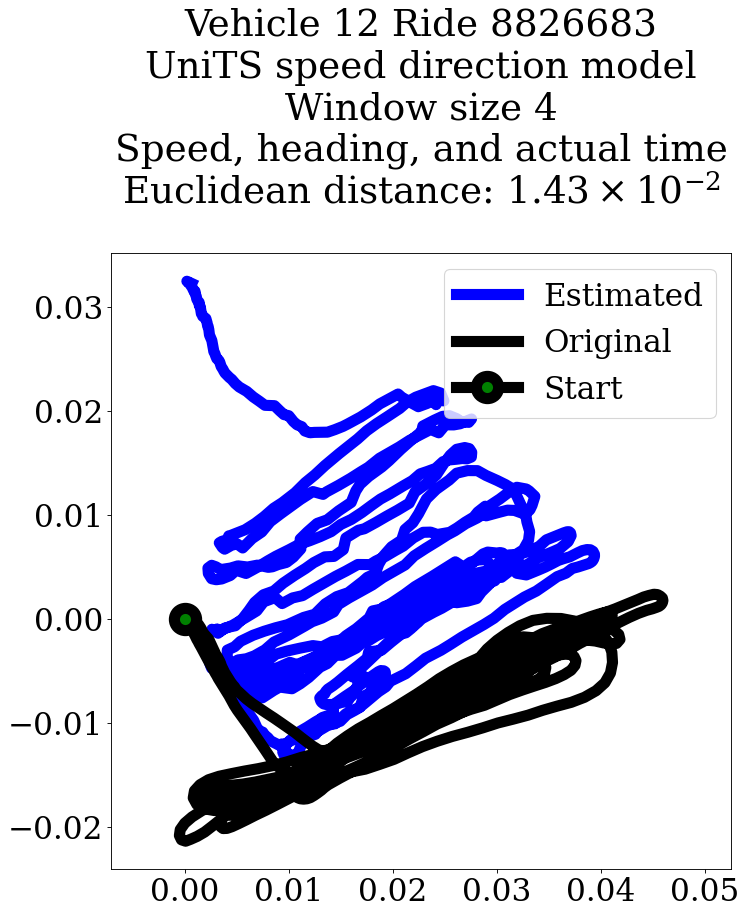 Vehicle 12 Ride 8826683
UniTS speed direction model
Window size 4
Speed, heading, and actual time
Euclidean distance: 1.43 × 10⁻²
Estimated
Original
Start
0.03
0.02
0.01
0.00
−0.01
−0.02
0.00 0.01 0.02 0.03 0.04 0.05